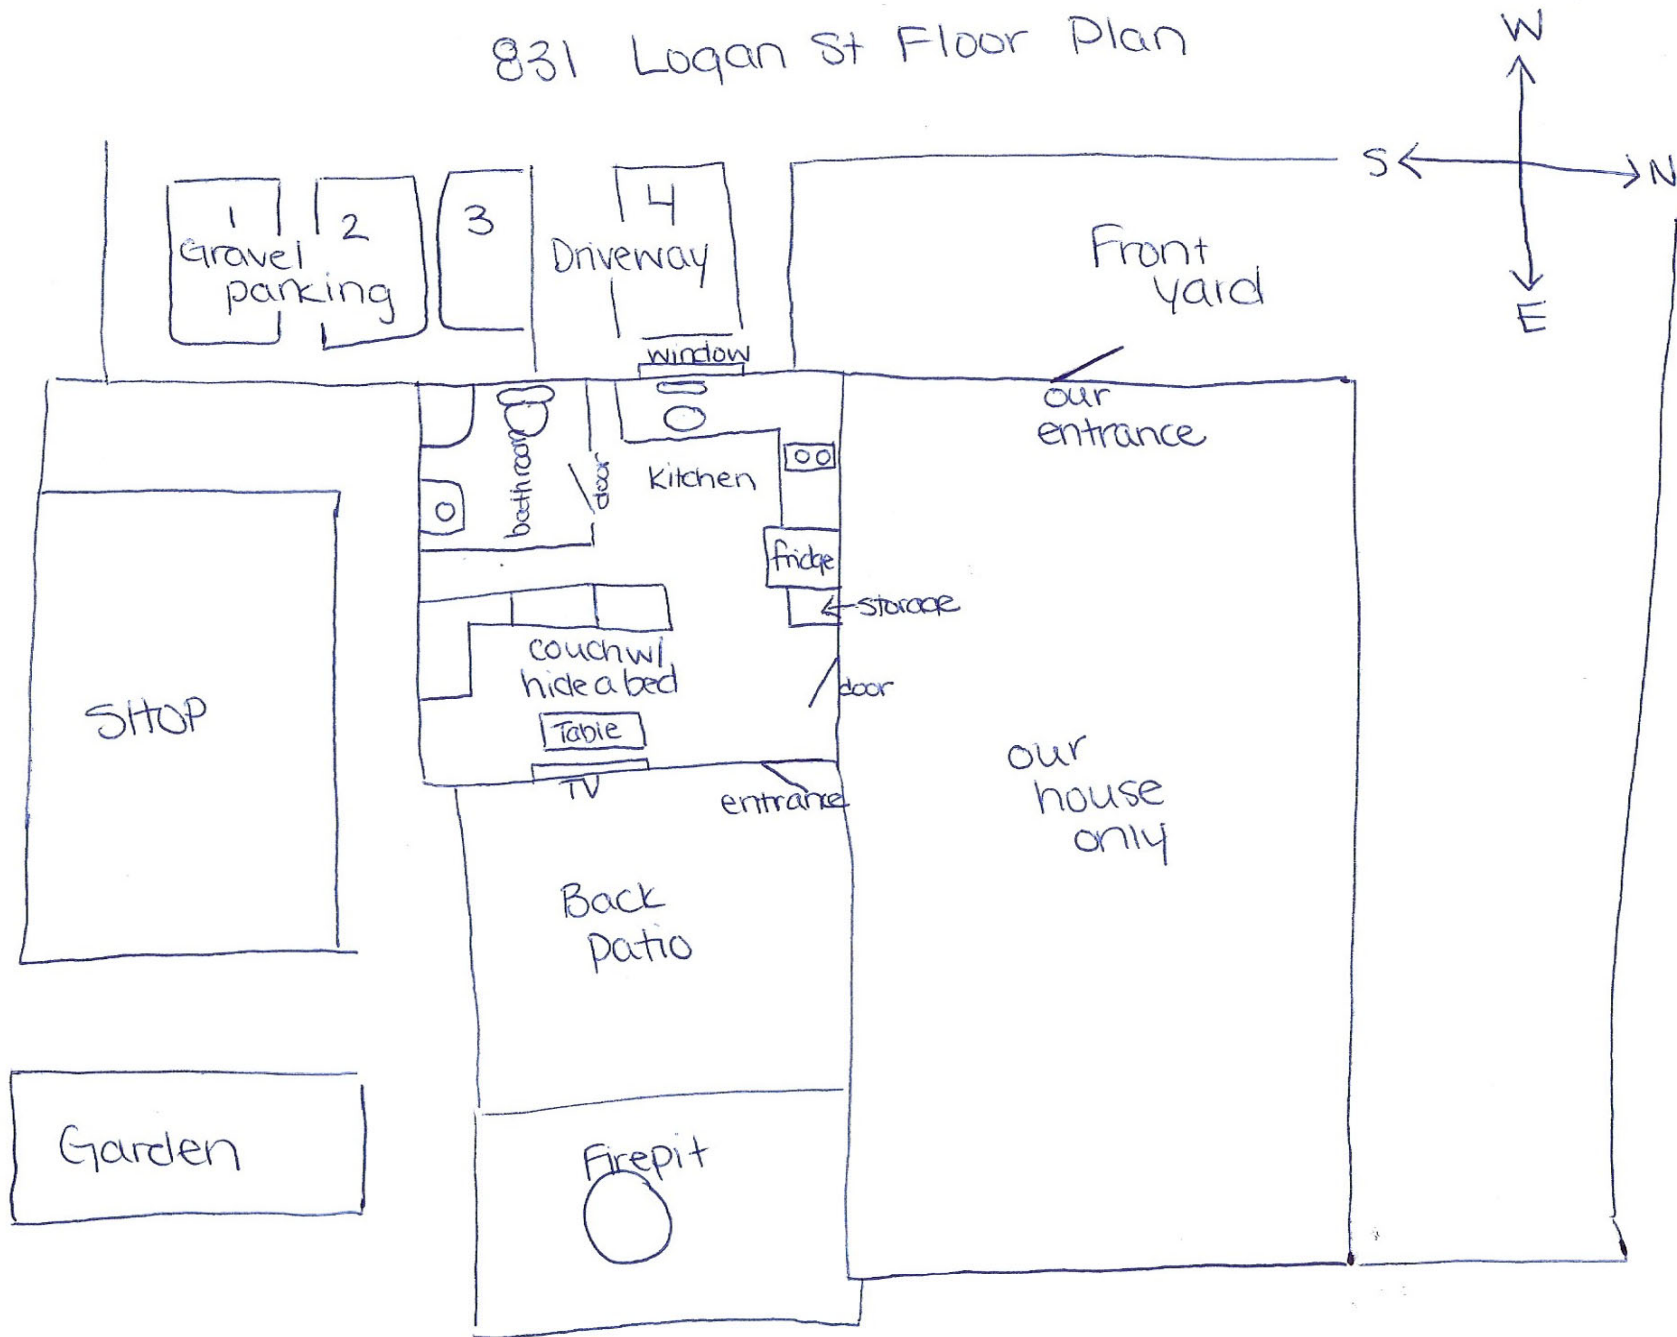 831 Logan St Floor Plan
W
S
N
E
1
2
3
4
Gravel
parking
Driveway
Front
yard
window
our
entrance
bathroom
door
kitchen
fridge
storage
couch w/
hide a bed
door
Table
TV
entrance
SHOP
our
house
only
Back
patio
Garden
Firepit